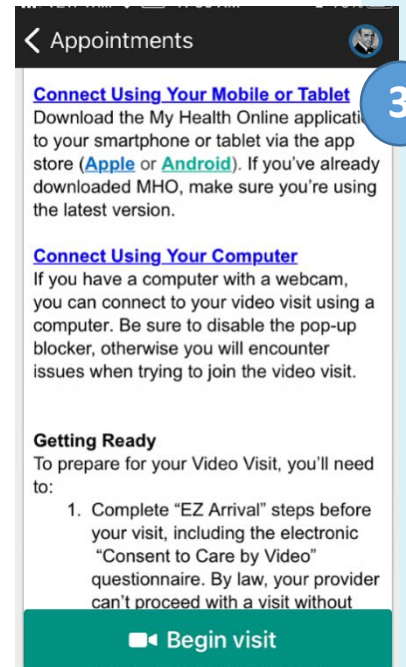 Appointments
3
Connect Using Your Mobile or Tablet
Download the My Health Online
to your smartphone or tablet via the app
store (Apple or Android). If you've already
downloaded MHO, make sure you're using
the latest version.
Connect Using Your Computer
If you have a computer with a webcam,
you can connect to your video visit using a
computer. Be sure to disable the pop-up
blocker, otherwise you will encounter
issues when trying to join the video visit.
Getting Ready
To prepare for your Video Visit, you'll need
to:
1. Complete "EZ Arrival" steps before
your visit, including the electronic
"Consent to Care by Video"
questionnaire. By law, your provider
can't proceed with a visit without
Begin visit